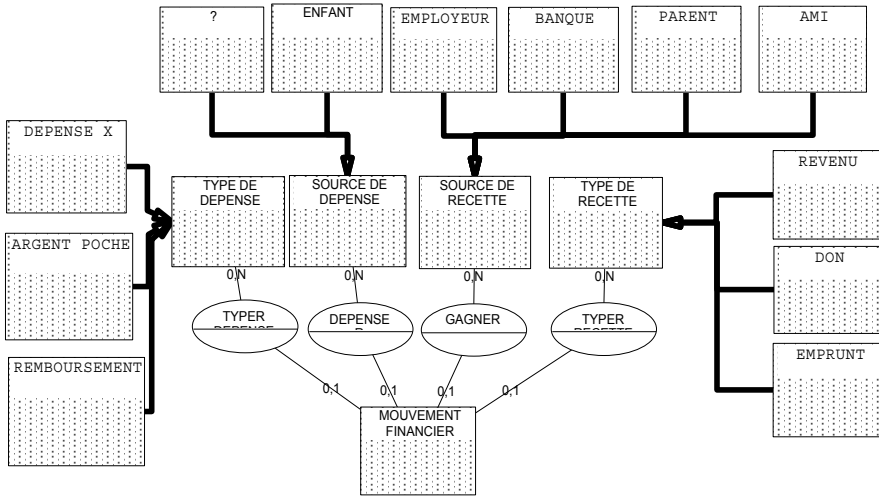 ?
ENFANT
EMPLOYEUR
BANQUE
PARENT
AMI
DEPENSE X
ARGENT POCHE
REMBOURSEMENT
TYPE DE
DEPENSE
SOURCE DE
DEPENSE
SOURCE DE
RECETTE
TYPE DE
RECETTE
REVENU
DON
EMPRUNT
0,N
0,N
0,N
0,N
TYPER
DEPENSE
DEPENSE
GAGNER
TYPER
RECETTE
0,1
0,1
0,1
0,1
MOUVEMENT
FINANCIER